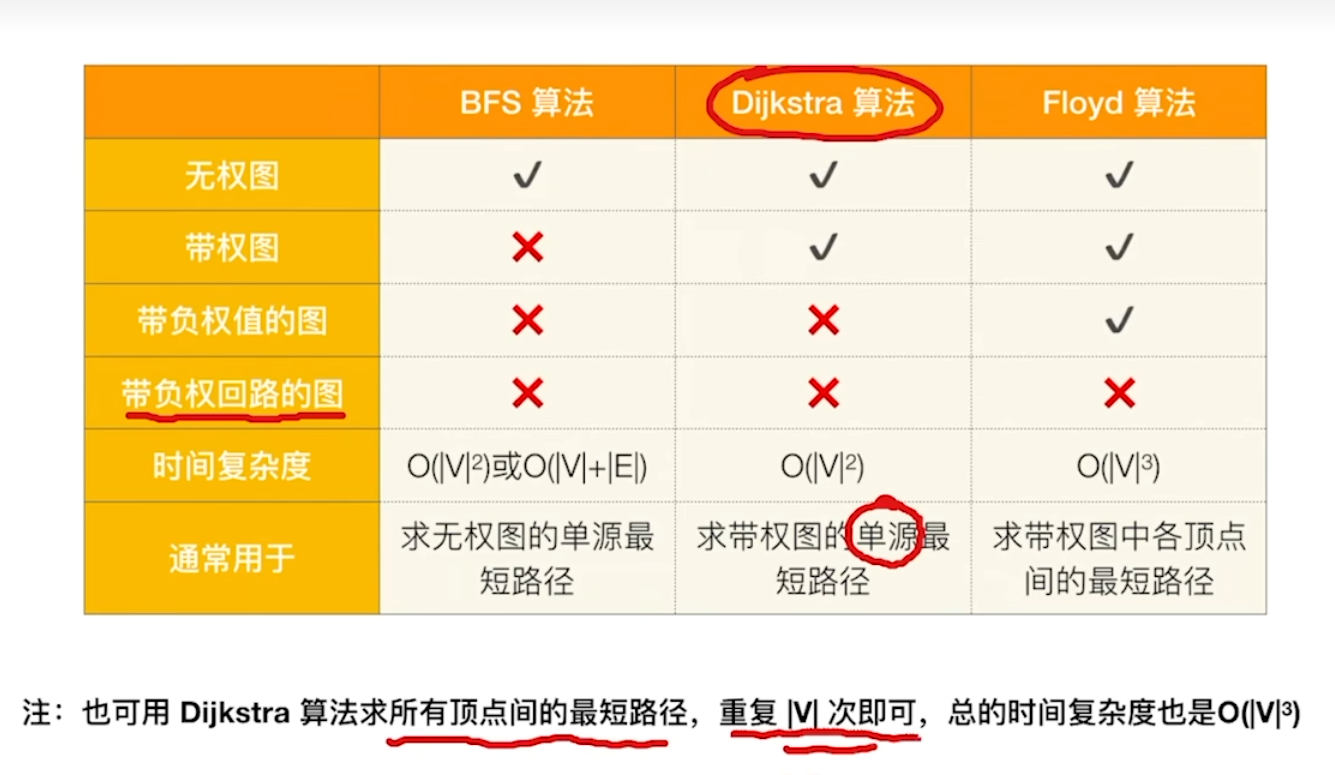 BFS 算法 Dijkstra 算法 Floyd 算法
无权图 ✓ ✓ ✓
带权图 ✕ ✓ ✓
带负权值的图 ✕ ✕ ✓
带负权回路的图 ✕ ✕ ✕
时间复杂度 O(|V|²)或O(|V|+|E|) O(|V|²) O(|V|³)
通常用于
求无权图的单源最
短路径
求带权图的单源最
短路径
求带权图中各顶点
间的最短路径
注：也可用 Dijkstra 算法求所有顶点间的最短路径，重复 |V| 次即可，总的时间复杂度也是O(|V|³)